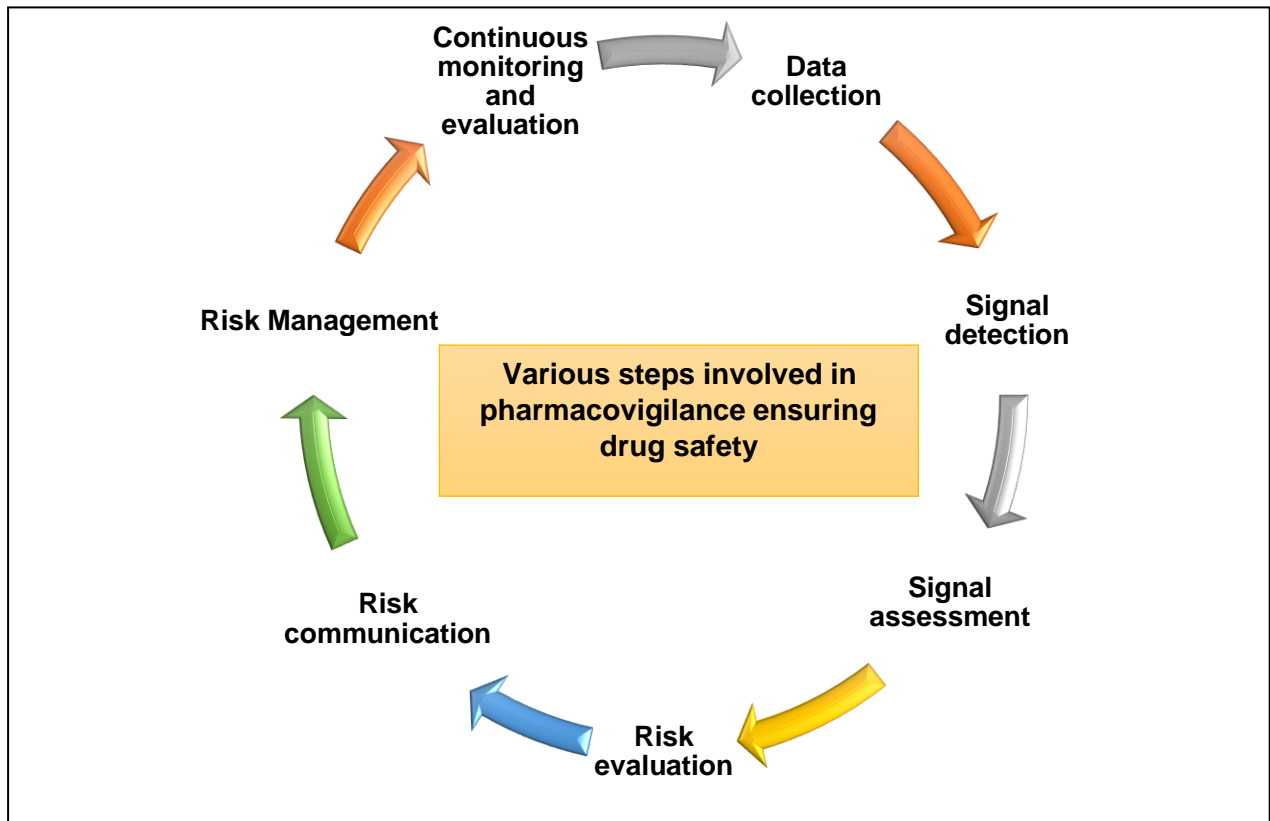 Continuous
monitoring
and
evaluation
Data
collection
Signal
detection
Signal
assessment
Risk
evaluation
Risk
communication
Risk Management
Various steps involved in
pharmacovigilance ensuring
drug safety